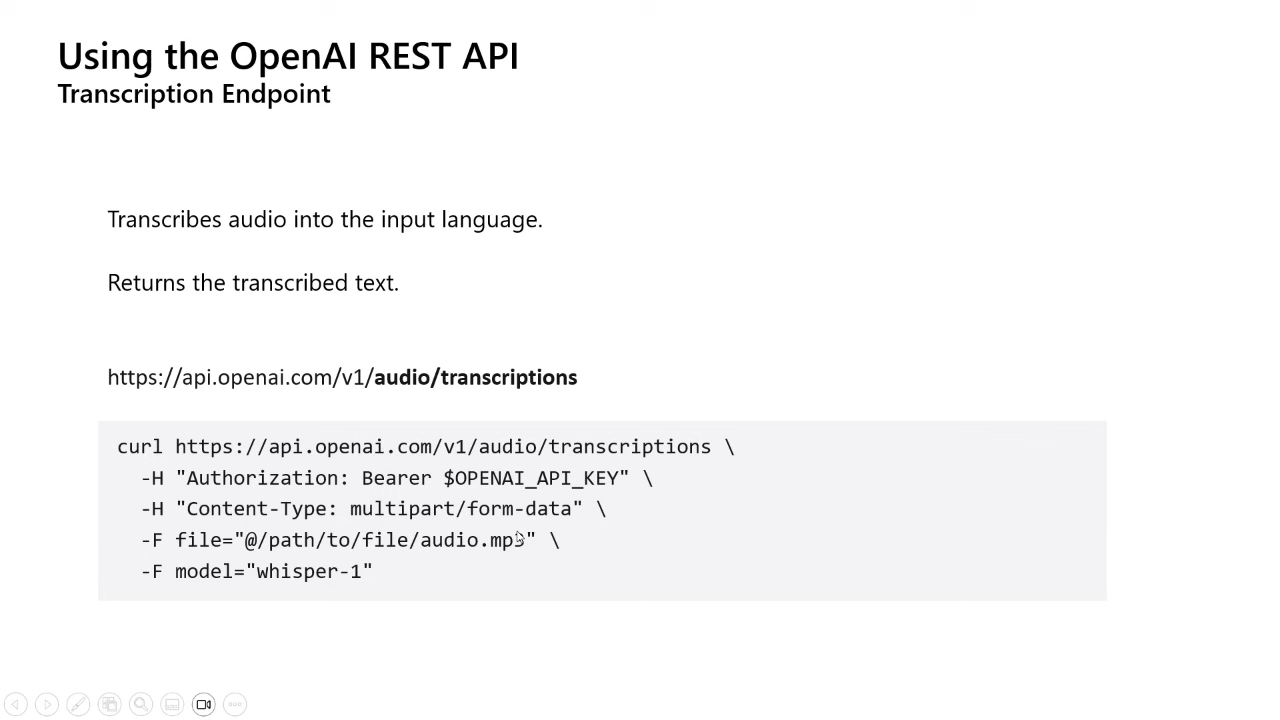 Using the OpenAI REST API
Transcription Endpoint
Transcribes audio into the input language.
Returns the transcribed text.
https://api.openai.com/v1/audio/transcriptions
curl https://api.openai.com/v1/audio/transcriptions \
-H "Authorization: Bearer $OPENAI_API_KEY" \
-H "Content-Type: multipart/form-data" \
-F file="@/path/to/file/audio.mp3" \
-F model="whisper-1"